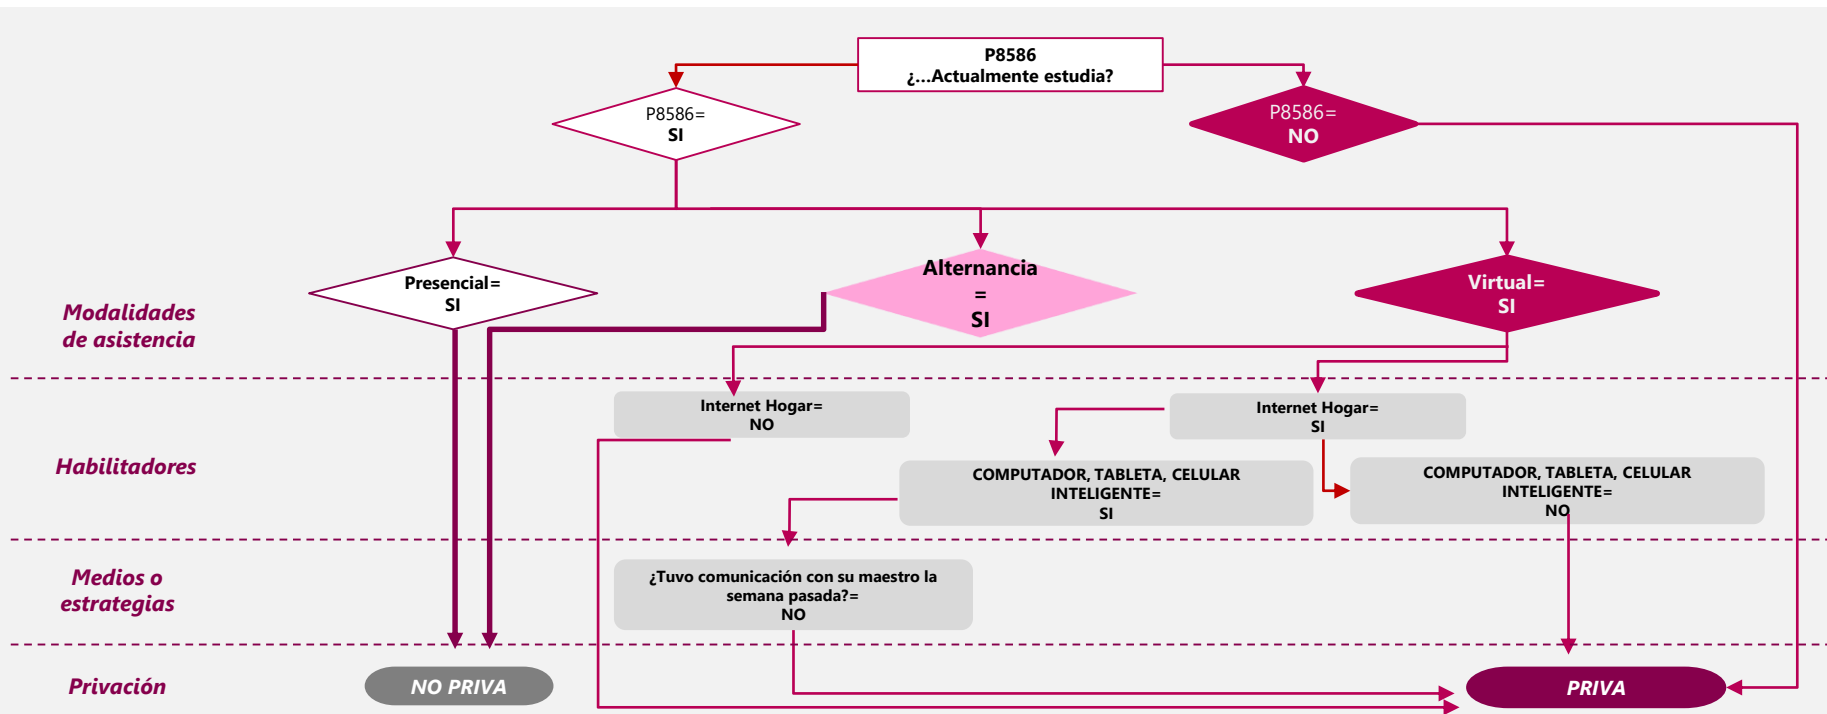 P8586
¿...Actualmente estudia?
P8586=
SI
P8586=
NO
Presencial=
SI
Alternancia
=
SI
Virtual=
SI
Modalidades
de asistencia
Internet Hogar=
NO
Internet Hogar=
SI
Habilitadores
COMPUTADOR, TABLETA, CELULAR
INTELIGENTE=
SI
COMPUTADOR, TABLETA, CELULAR
INTELIGENTE=
NO
Medios o
estrategias
¿Tuvo comunicación con su maestro la
semana pasada?=
NO
Privación
NO PRIVA
PRIVA